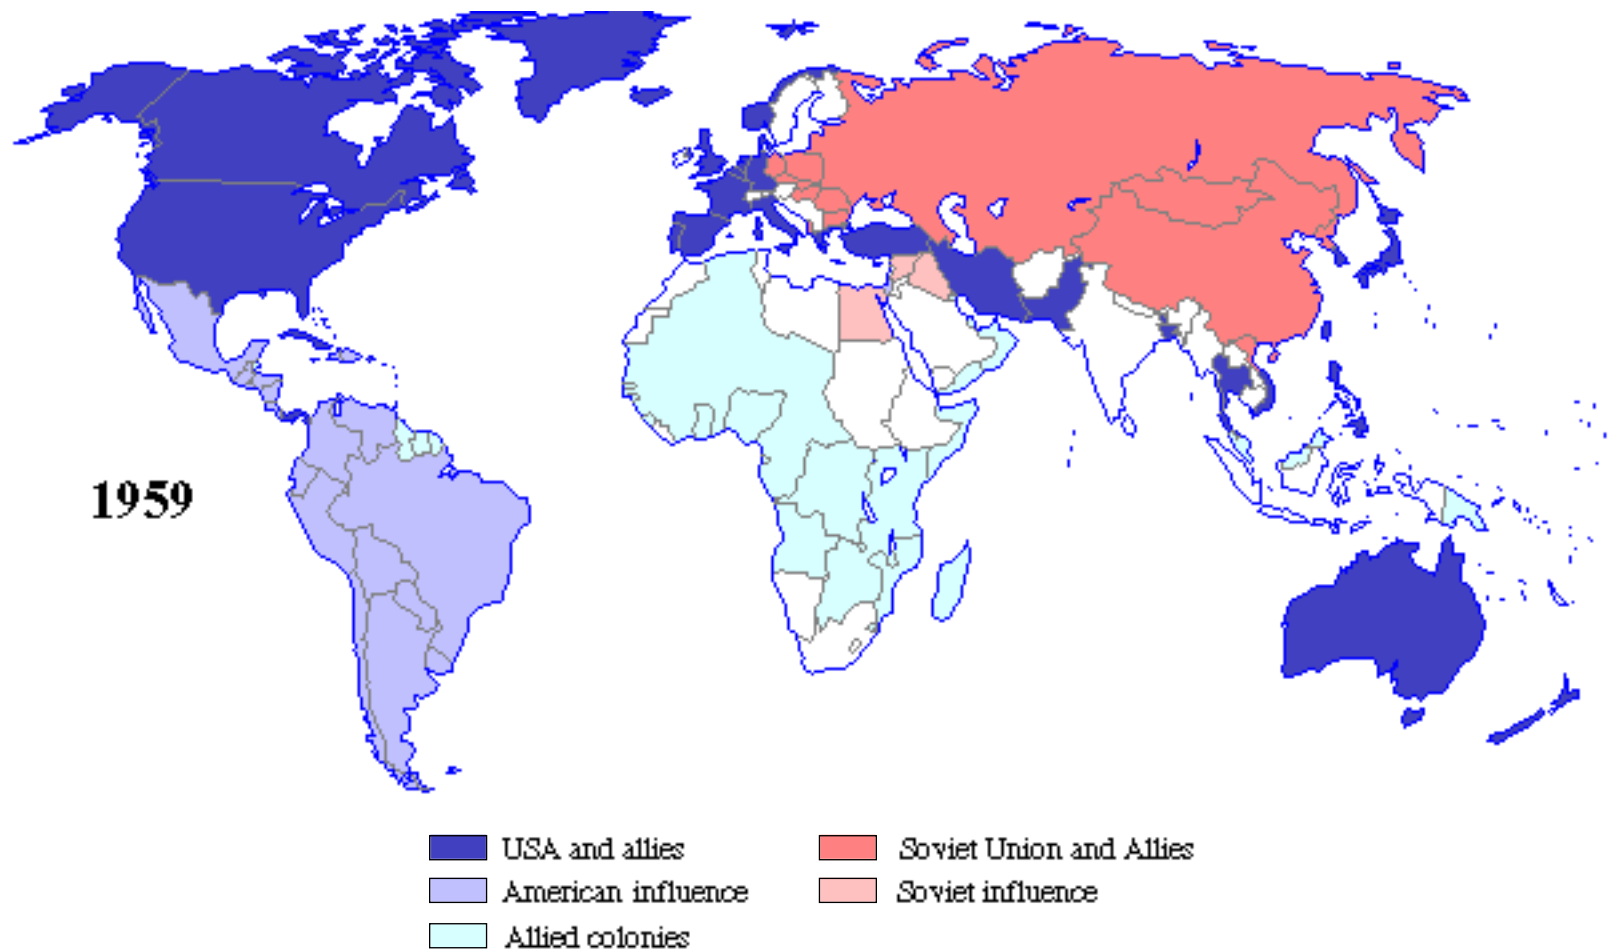 1959
USA and allies
Soviet Union and Allies
American influence
Soviet influence
Allied colonies